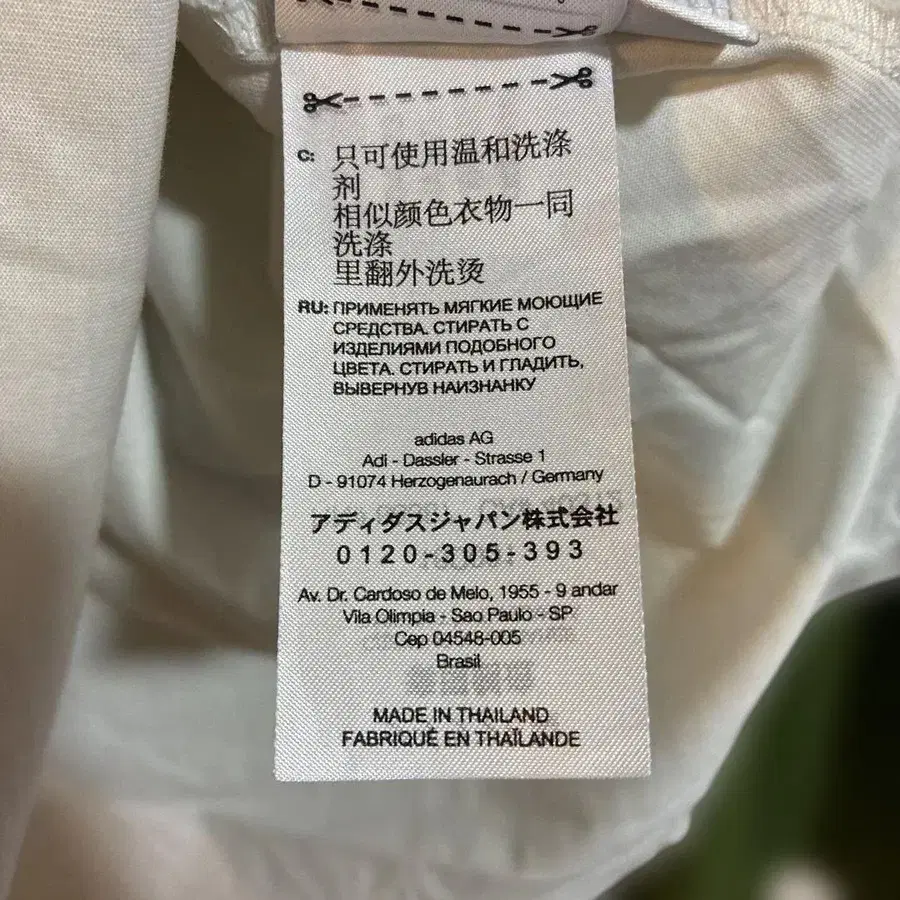 C: 只可使用温和洗涤
剂
相似颜色衣物一同
洗涤
里翻外洗烫
RU: ПРИМЕНЯТЬ МЯГКИЕ МОЮЩИЕ
СРЕДСТВА. СТИРАТЬ С
ИЗДЕЛИЯМИ ПОДОБНОГО
ЦВЕТА. СТИРАТЬ И ГЛАДИТЬ,
ВЫВЕРНУВ НАИЗНАНКУ
adidas AG
Adi - Dassler - Strasse 1
D - 91074 Herzogenaurach / Germany
アディダスジャパン株式会社
0120-305-393
Av. Dr. Cardoso de Melo, 1955 - 9 andar
Vila Olimpia - Sao Paulo - SP
Cep 04548-005
Brasil
MADE IN THAILAND
FABRIQUÉ EN THAÏLANDE